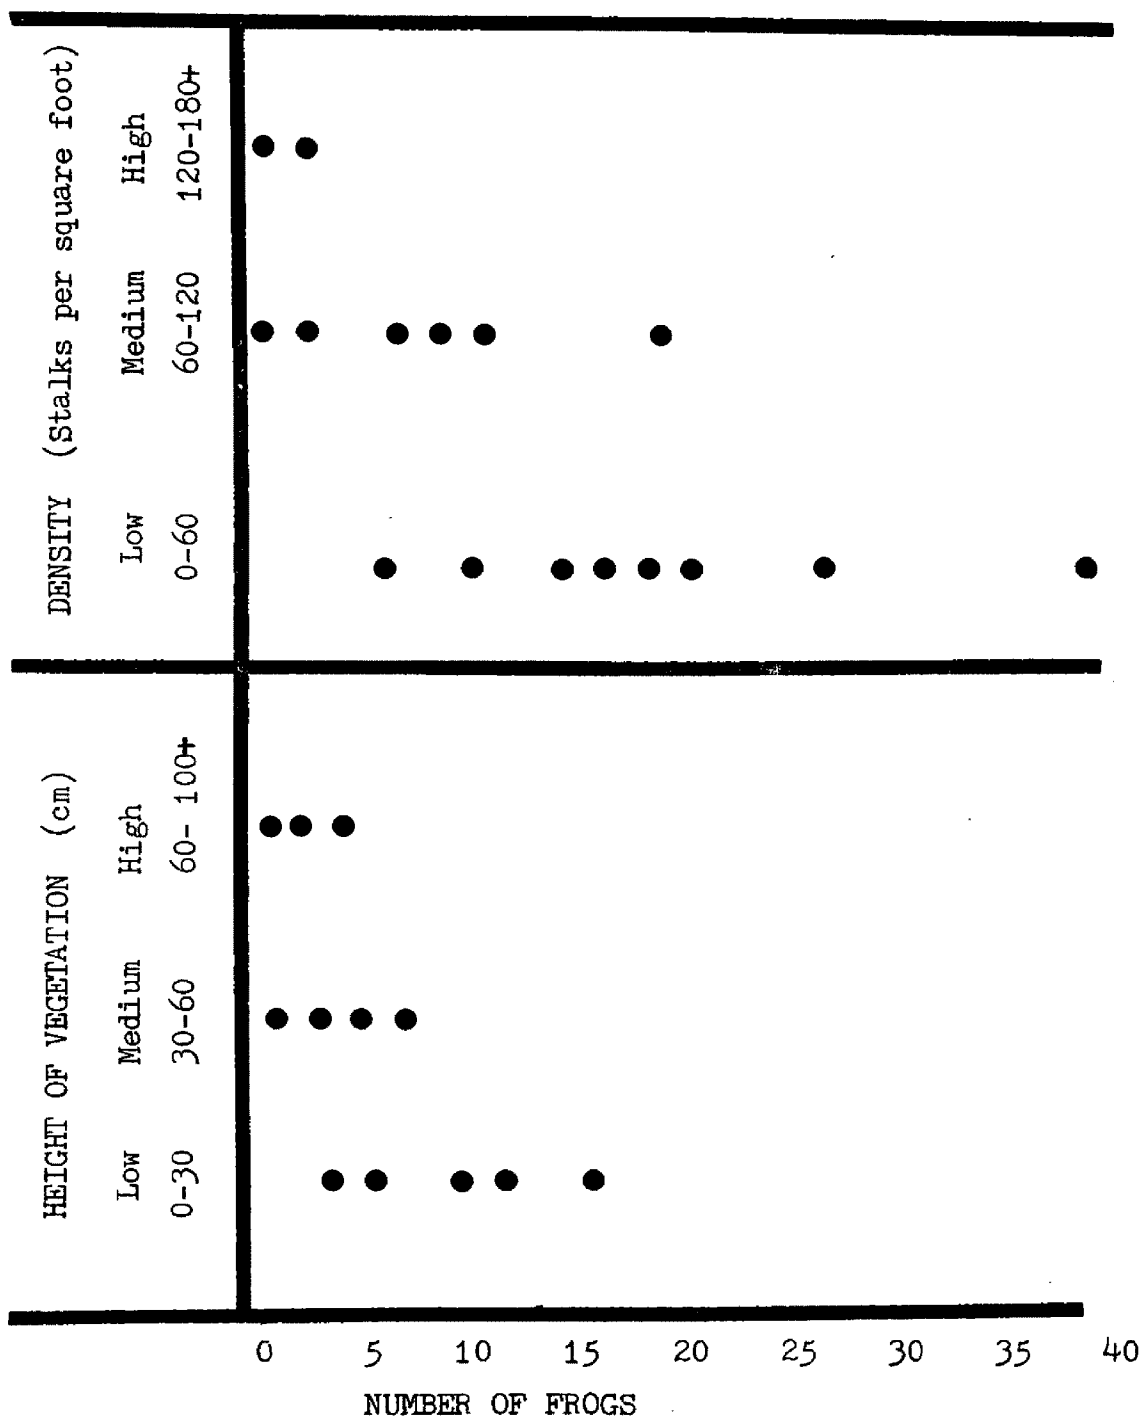 DENSITY (Stalks per square foot)
Low Medium High
0-60 60-120 120-180+
HEIGHT OF VEGETATION (cm)
Low Medium High
0-30 30-60 60- 100+
0 5 10 15 20 25 30 35 40
NUMBER OF FROGS